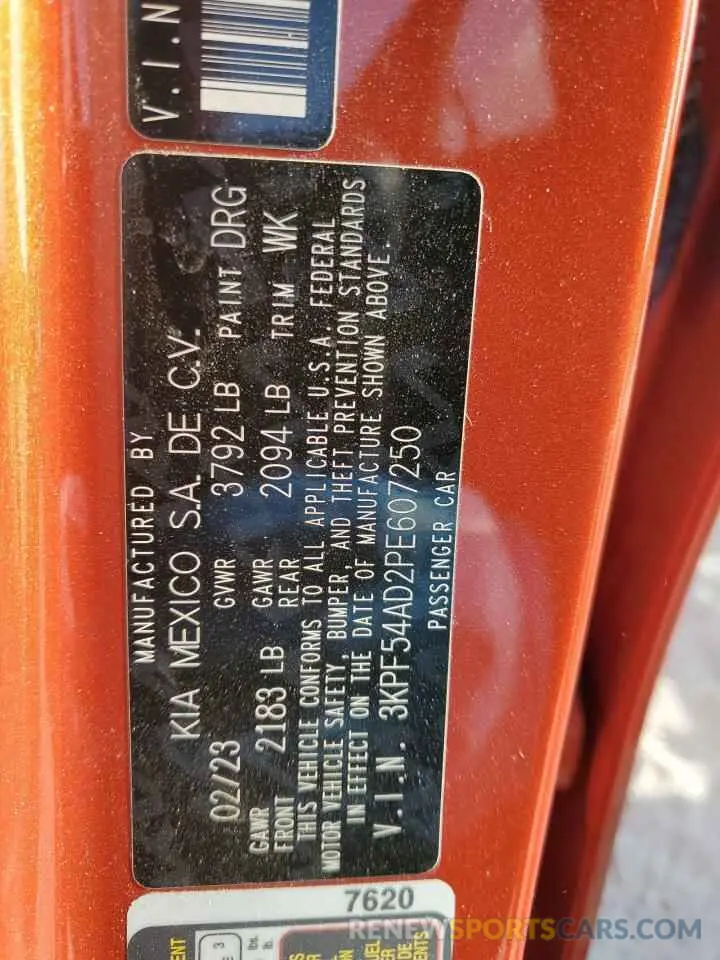 V.I.N
MANUFACTURED BY
KIA MEXICO S.A. DE C.V.
02/23 GVWR 3792 LB PAINT DRG
GAWR FRONT 2183 LB GAWR REAR 2094 LB TRIM WK
THIS VEHICLE CONFORMS TO ALL APPLICABLE U.S.A. FEDERAL
MOTOR VEHICLE SAFETY, BUMPER, AND THEFT PREVENTION STANDARDS
IN EFFECT ON THE DATE OF MANUFACTURE SHOWN ABOVE.
V.I.N. 3KPF54AD2PE607250
PASSENGER CAR
7620
RENEWSPORTSCARS.COM